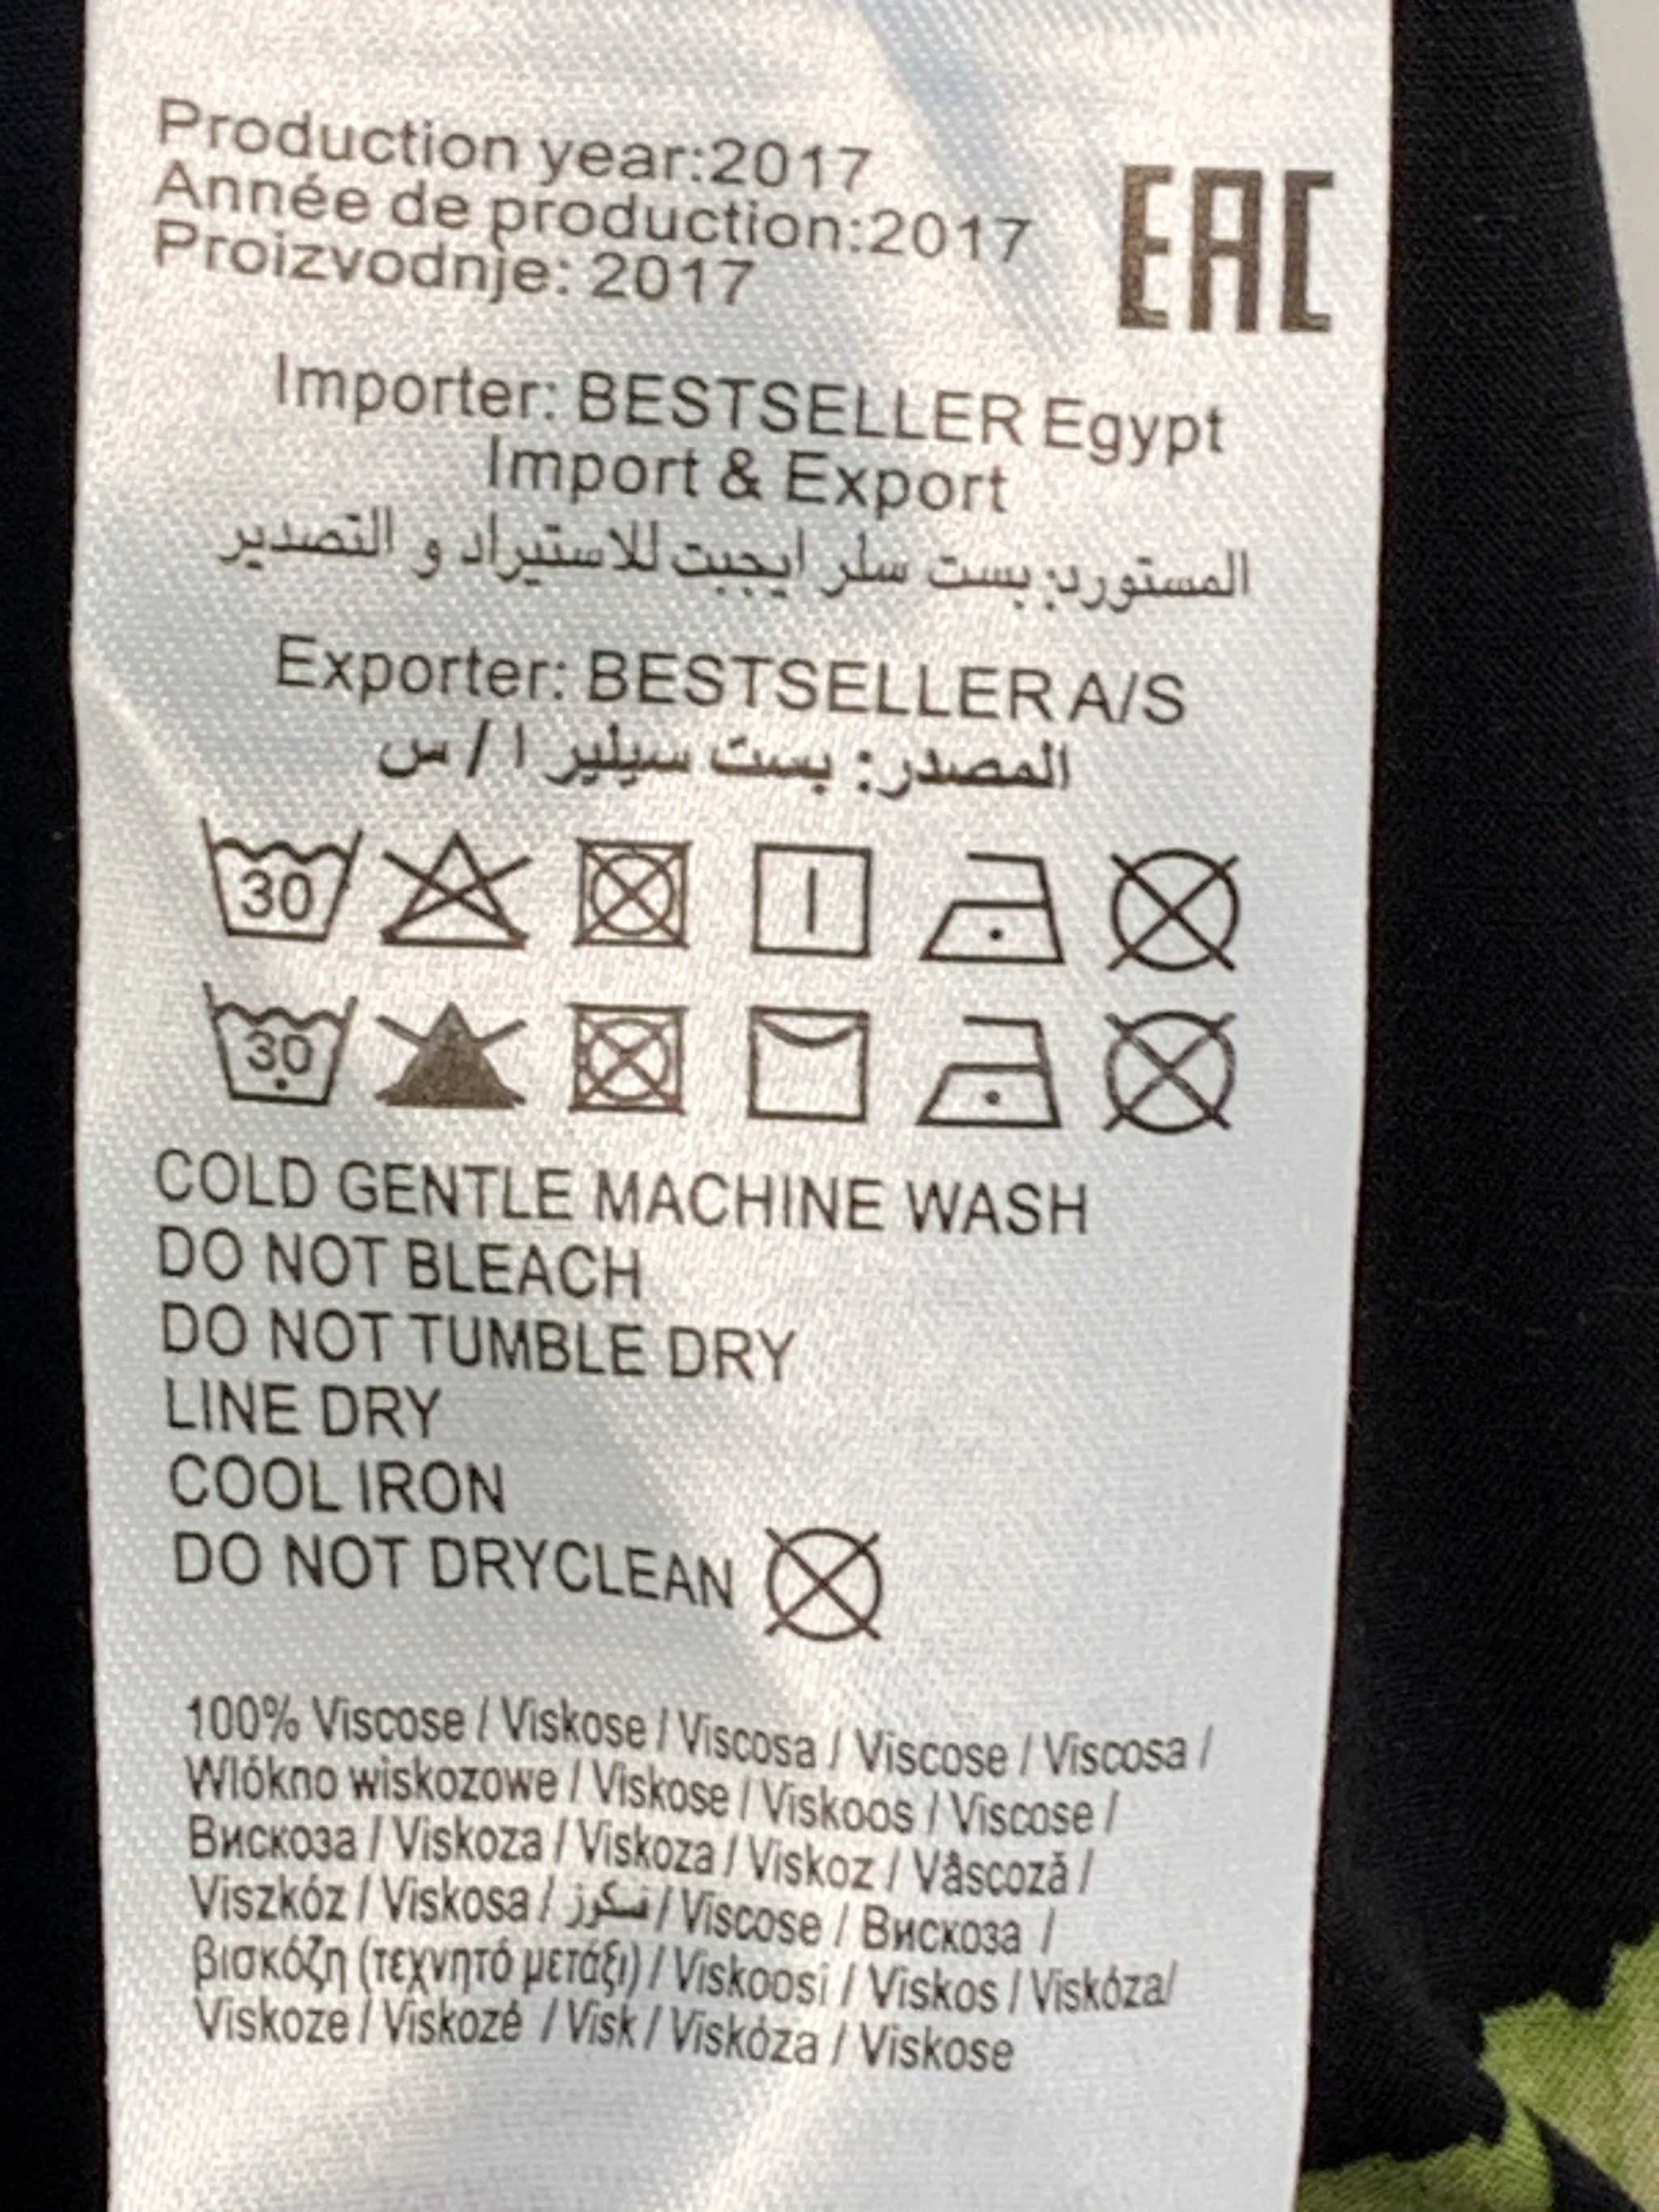 Production year:2017
Année de production:2017
Proizvodnje: 2017
EAC
Importer: BESTSELLER Egypt
Import & Export
المستورد: بست سلر ايجبت للاستيراد و التصدير
Exporter: BESTSELLER A/S
المصدر: بست سيلير ا / س
30
30
COLD GENTLE MACHINE WASH
DO NOT BLEACH
DO NOT TUMBLE DRY
LINE DRY
COOL IRON
DO NOT DRYCLEAN
100% Viscose / Viskose / Viscosa / Viscose / Viscosa /
Wlókno wiskozowe / Viskose / Viskoos / Viscose /
Вискоза / Viskoza / Viskoza / Viskoz / Vâscoză /
Viszkóz / Viskosa / فسكوز / Viscose / Вискоза /
βισκόζη (τεχνητό μετάξι) / Viskoosi / Viskos / Viskóza/
Viskoze / Viskozė / Visk / Viskóza / Viskose